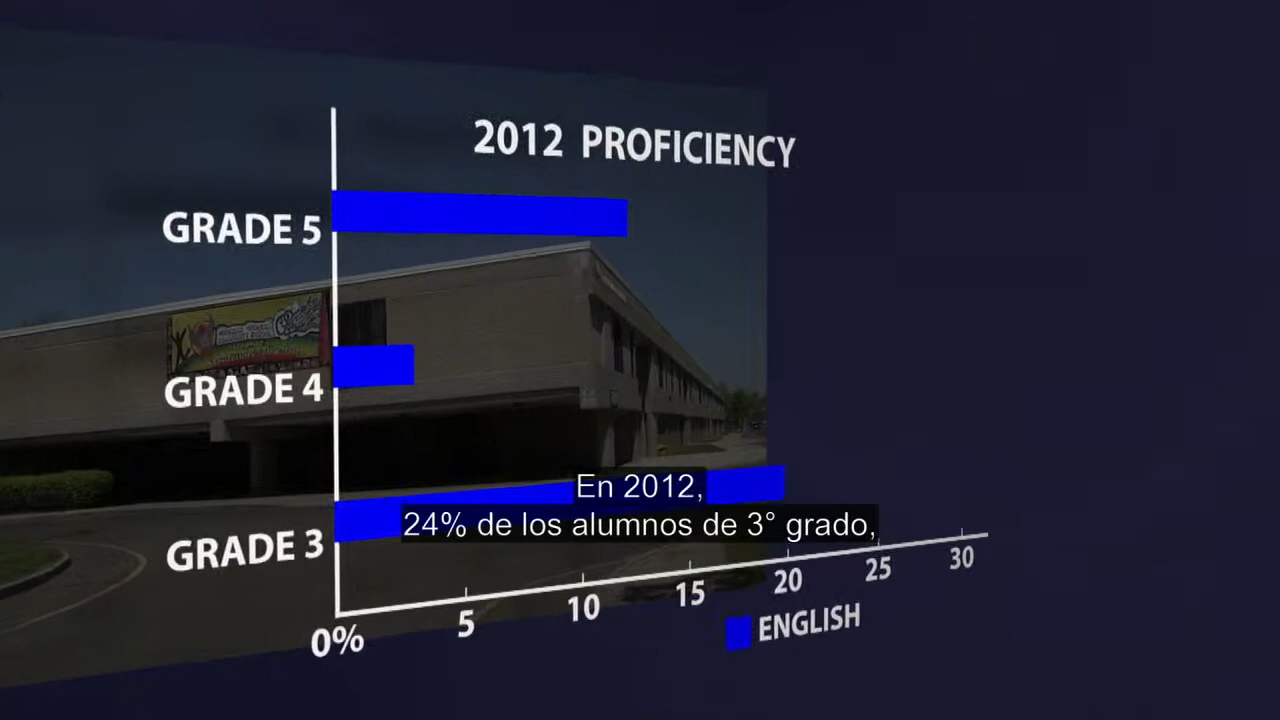 2012 PROFICIENCY
GRADE 5
GRADE 4
GRADE 3
En 2012,
24% de los alumnos de 3° grado,
0%
5
10
15
20
25
30
ENGLISH